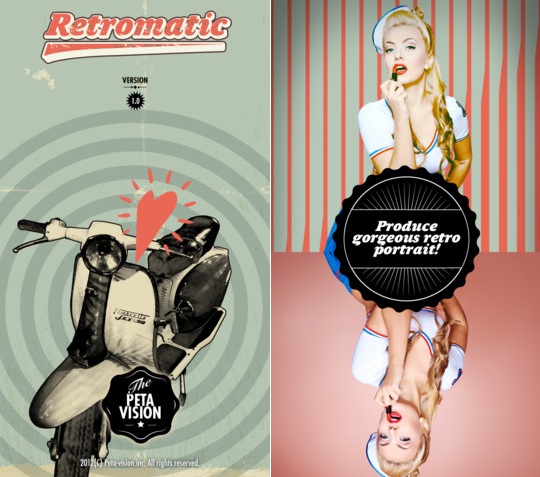 Retromatic
VERSION
1.0
The
PETA
VISION
2012(C) Peta-vision.inc. All rights reserved.
Produce
gorgeous retro
portrait!